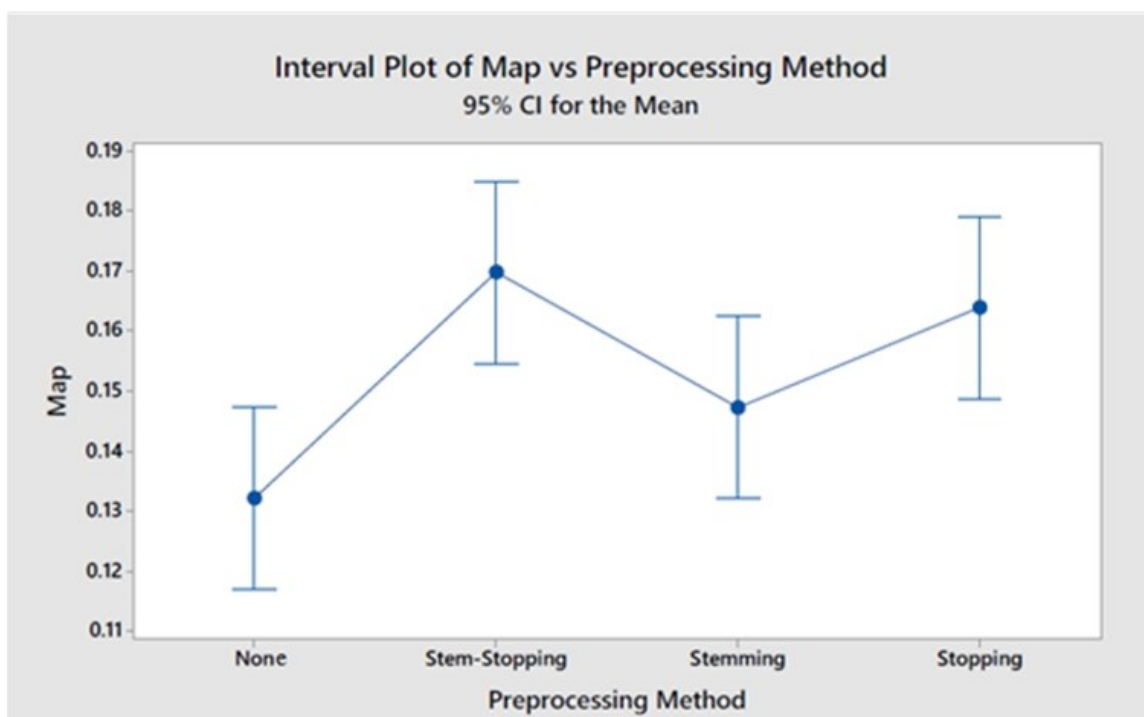 Interval Plot of Map vs Preprocessing Method
95% CI for the Mean
0.19
0.18
0.17
0.16
0.15
0.14
0.13
0.12
0.11
Map
None Stem-Stopping Stemming Stopping
Preprocessing Method